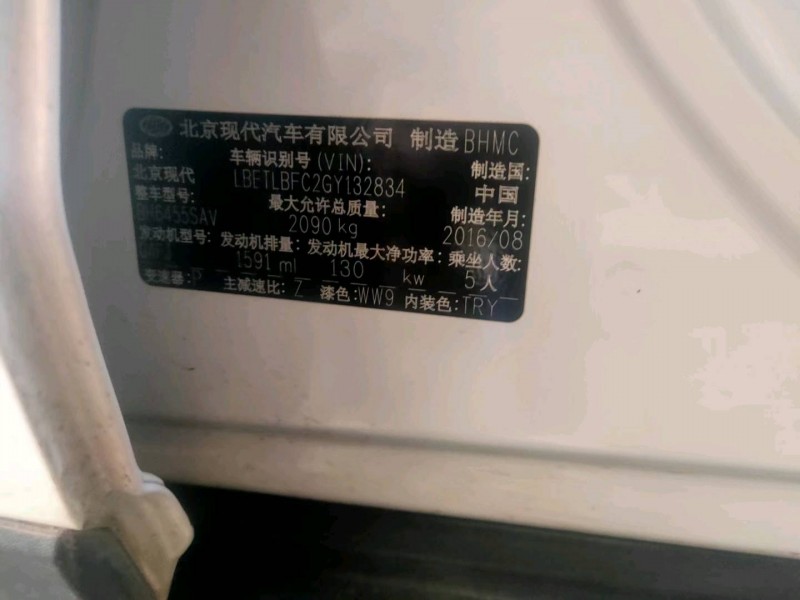 北京现代汽车有限公司 制造 BHMC
品牌: 车辆识别号(VIN): 制造国:
北京现代 LBETLBFC2GY132834 中国
整车型号: 最大允许总质量: 制造年月:
BH6455SAV 2090 kg 2016/08
发动机型号: 发动机排量: 发动机最大净功率: 乘坐人数:
1591 ml 130 kw 5人
变速器: P 主减速比: Z 漆色: WW9 内装色: TRY